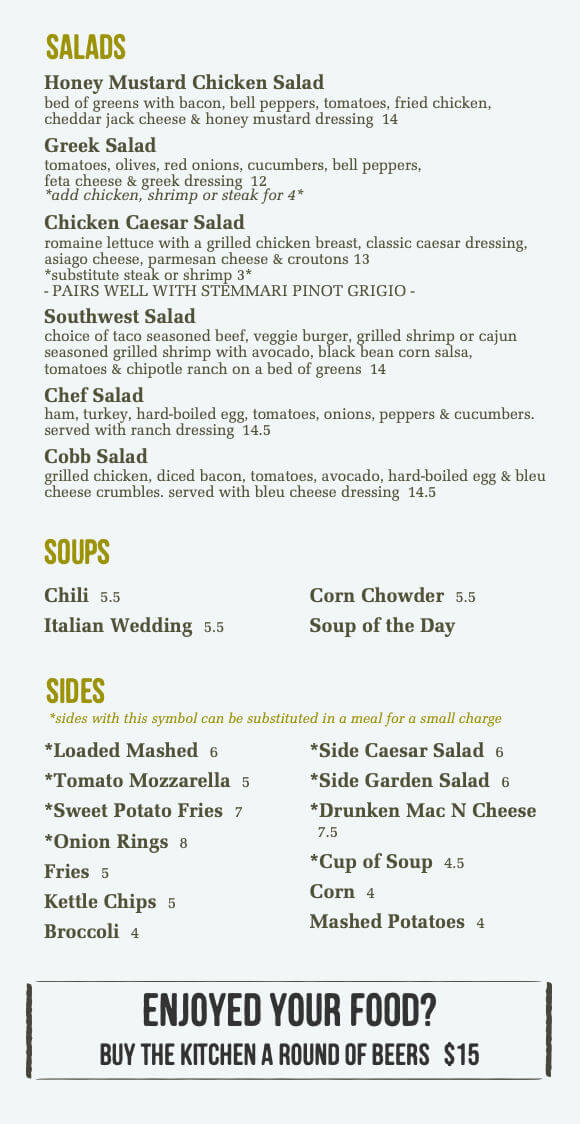 SALADS
Honey Mustard Chicken Salad
bed of greens with bacon, bell peppers, tomatoes, fried chicken,
cheddar jack cheese & honey mustard dressing 14
Greek Salad
tomatoes, olives, red onions, cucumbers, bell peppers,
feta cheese & greek dressing 12
*add chicken, shrimp or steak for 4*
Chicken Caesar Salad
romaine lettuce with a grilled chicken breast, classic caesar dressing,
asiago cheese, parmesan cheese & croutons 13
*substitute steak or shrimp 3*
- PAIRS WELL WITH STEMMARI PINOT GRIGIO -
Southwest Salad
choice of taco seasoned beef, veggie burger, grilled shrimp or cajun
seasoned grilled shrimp with avocado, black bean corn salsa,
tomatoes & chipotle ranch on a bed of greens 14
Chef Salad
ham, turkey, hard-boiled egg, tomatoes, onions, peppers & cucumbers.
served with ranch dressing 14.5
Cobb Salad
grilled chicken, diced bacon, tomatoes, avocado, hard-boiled egg & bleu
cheese crumbles. served with bleu cheese dressing 14.5
SOUPS
Chili 5.5
Italian Wedding 5.5
Corn Chowder 5.5
Soup of the Day
SIDES
*sides with this symbol can be substituted in a meal for a small charge
*Loaded Mashed 6
*Tomato Mozzarella 5
*Sweet Potato Fries 7
*Onion Rings 8
Fries 5
Kettle Chips 5
Broccoli 4
*Side Caesar Salad 6
*Side Garden Salad 6
*Drunken Mac N Cheese
7.5
*Cup of Soup 4.5
Corn 4
Mashed Potatoes 4
ENJOYED YOUR FOOD?
BUY THE KITCHEN A ROUND OF BEERS $15